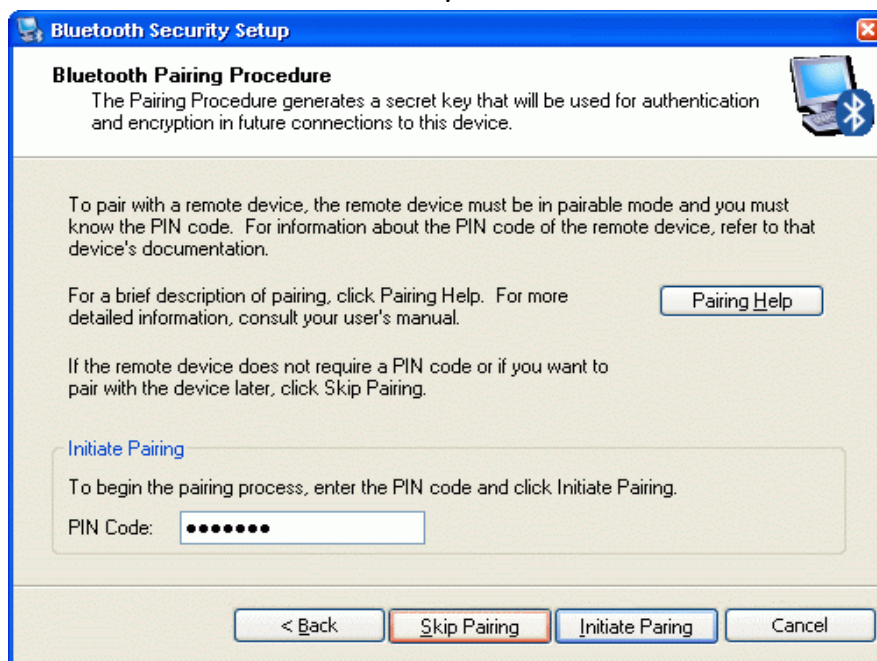 Bluetooth Security Setup
Bluetooth Pairing Procedure
The Pairing Procedure generates a secret key that will be used for authentication
and encryption in future connections to this device.
To pair with a remote device, the remote device must be in pairable mode and you must
know the PIN code. For information about the PIN code of the remote device, refer to that
device's documentation.
For a brief description of pairing, click Pairing Help. For more
detailed information, consult your user's manual.
Pairing Help
If the remote device does not require a PIN code or if you want to
pair with the device later, click Skip Pairing.
Initiate Pairing
To begin the pairing process, enter the PIN code and click Initiate Pairing.
PIN Code: •••••••
< Back Skip Pairing Initiate Paring Cancel